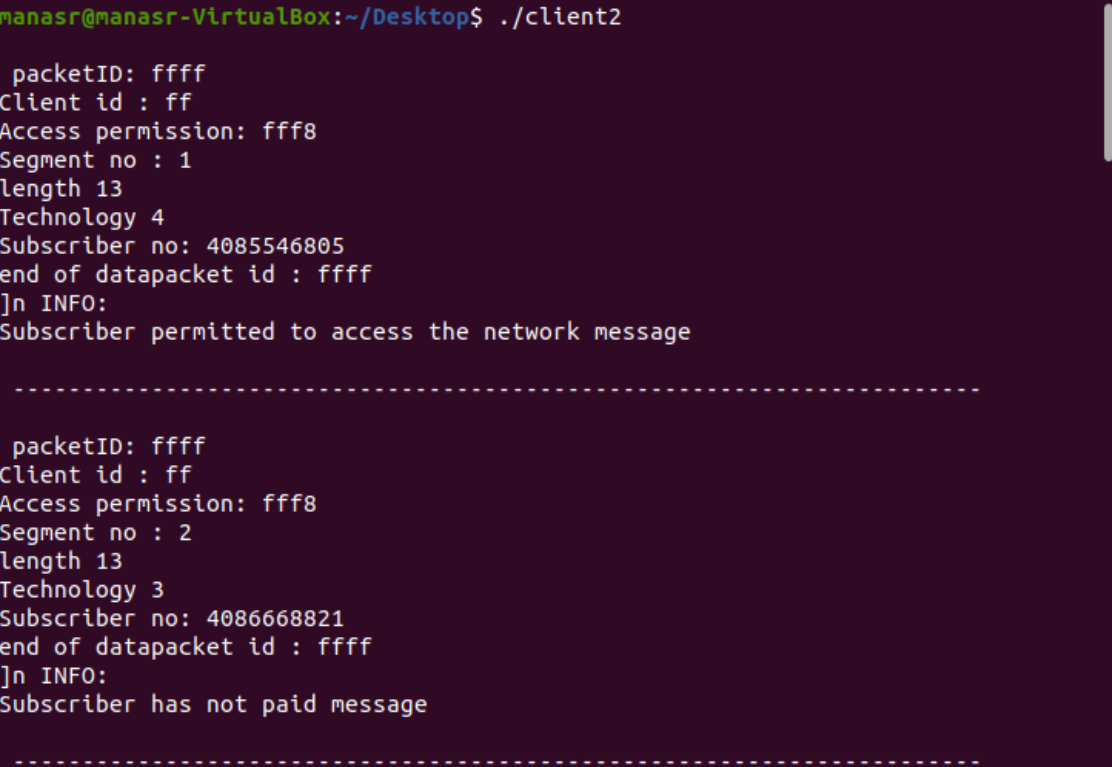 manasr@manasr-VirtualBox:~/Desktop$ ./client2
packetID: ffff
Client id : ff
Access permission: fff8
Segment no : 1
length 13
Technology 4
Subscriber no: 4085546805
end of datapacket id : ffff
]n INFO:
Subscriber permitted to access the network message
-----------------------------------------------------------------------
packetID: ffff
Client id : ff
Access permission: fff8
Segment no : 2
length 13
Technology 3
Subscriber no: 4086668821
end of datapacket id : ffff
]n INFO:
Subscriber has not paid message
-----------------------------------------------------------------------